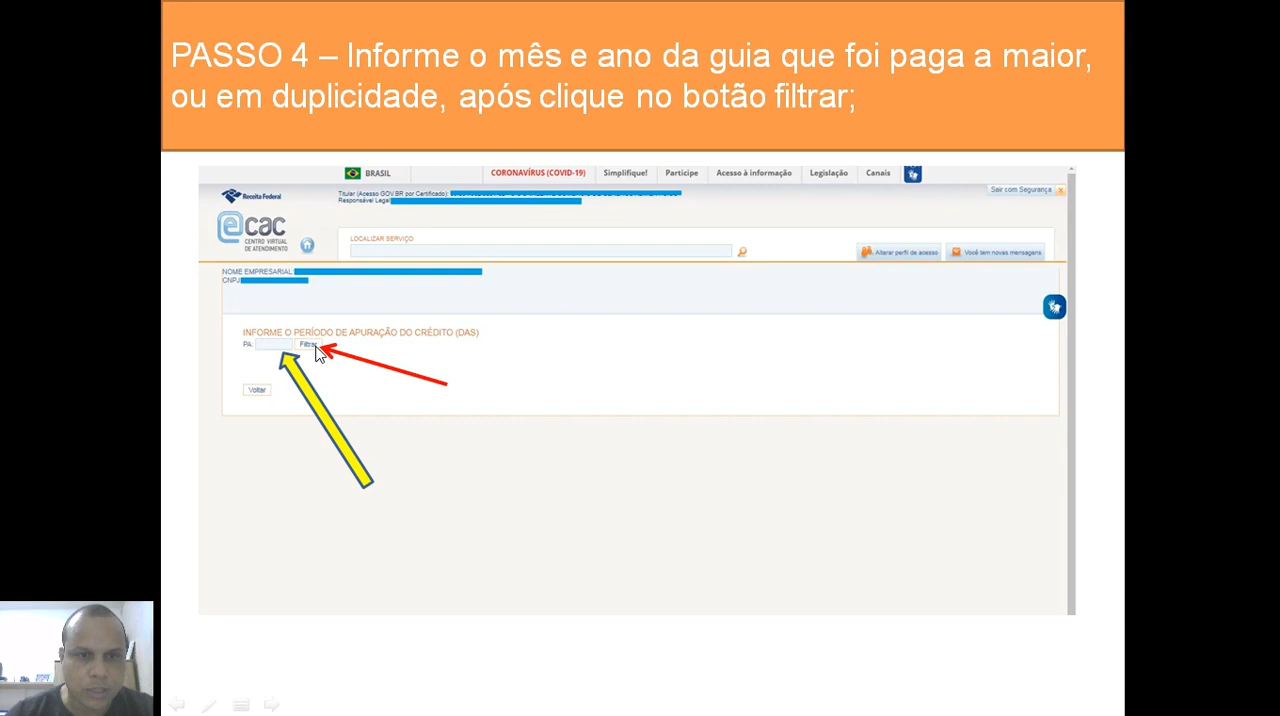 PASSO 4 – Informe o mês e ano da guia que foi paga a maior,
ou em duplicidade, após clique no botão filtrar;
BRASIL CORONAVÍRUS (COVID-19) Simplifique! Participe Acesso à informação Legislação Canais
Receita Federal
Titular (Acesso GOV.BR por Certificado):
Responsável Legal
Sair com Segurança
e cac
CENTRO VIRTUAL
DE ATENDIMENTO
LOCALIZAR SERVIÇO
Alterar perfil de acesso Você tem novas mensagens
NOME EMPRESARIAL:
CNPJ
INFORME O PERÍODO DE APURAÇÃO DO CRÉDITO (DAS)
PA: Filtrar
Voltar